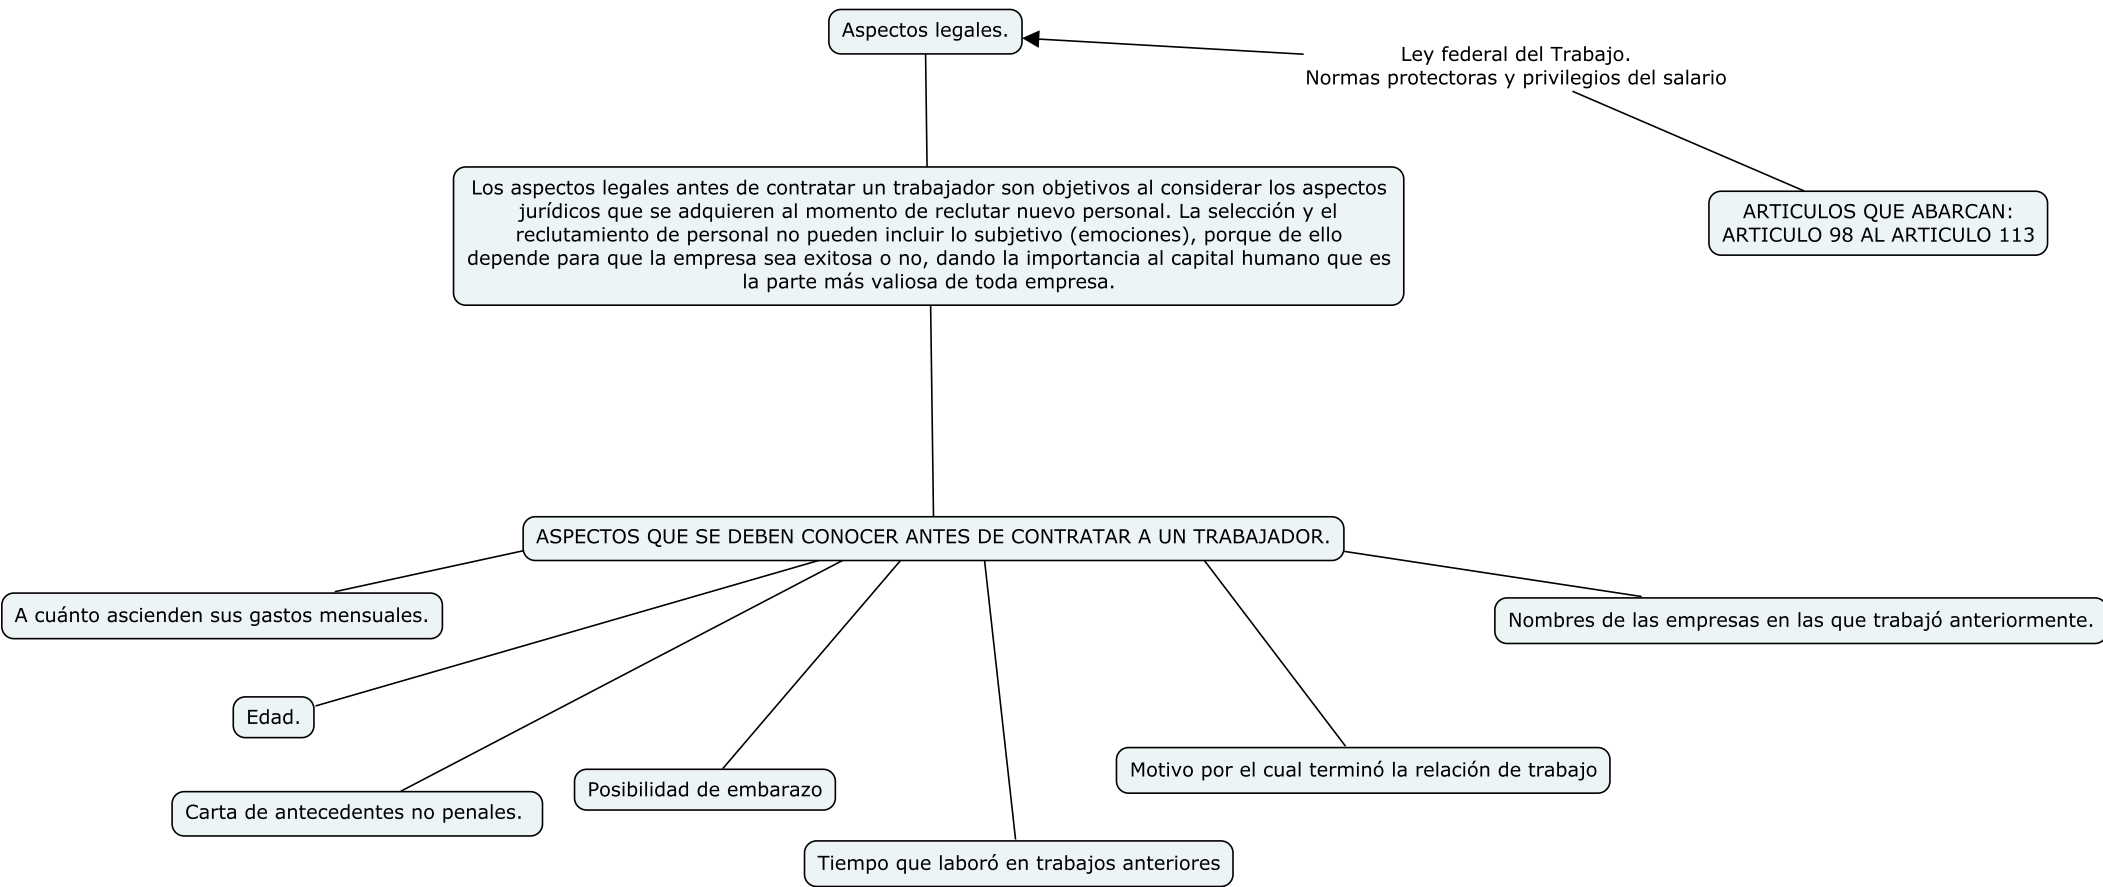 Aspectos legales.
Ley federal del Trabajo.
Normas protectoras y privilegios del salario
Los aspectos legales antes de contratar un trabajador son objetivos al considerar los aspectos
jurídicos que se adquieren al momento de reclutar nuevo personal. La selección y el
reclutamiento de personal no pueden incluir lo subjetivo (emociones), porque de ello
depende para que la empresa sea exitosa o no, dando la importancia al capital humano que es
la parte más valiosa de toda empresa.
ARTICULOS QUE ABARCAN:
ARTICULO 98 AL ARTICULO 113
ASPECTOS QUE SE DEBEN CONOCER ANTES DE CONTRATAR A UN TRABAJADOR.
A cuánto ascienden sus gastos mensuales.
Nombres de las empresas en las que trabajó anteriormente.
Edad.
Motivo por el cual terminó la relación de trabajo
Posibilidad de embarazo
Carta de antecedentes no penales.
Tiempo que laboró en trabajos anteriores